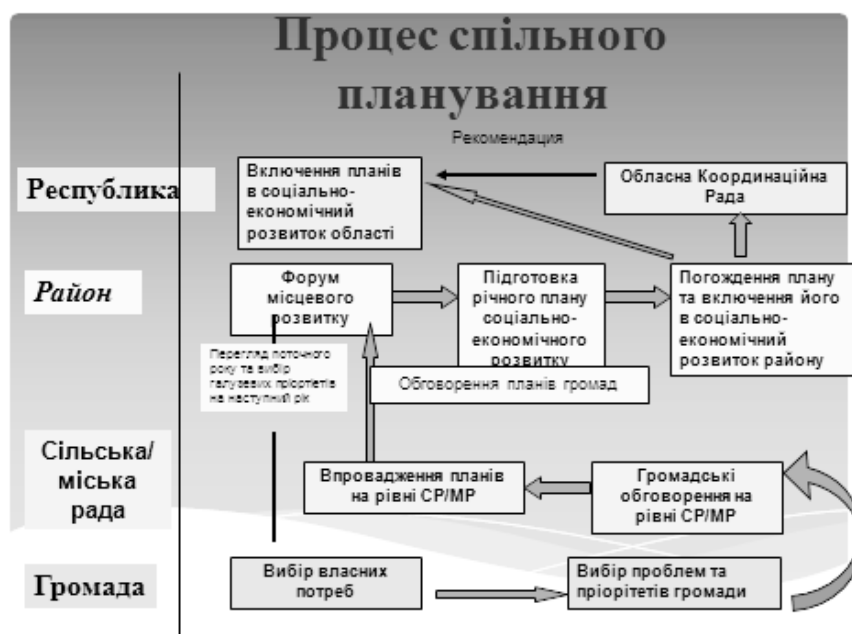 Процес спільного
планування
Рекомендация
Республика
Включення планів
в соціально-
економічний
розвиток області
Обласна Координаційна
Рада
Район
Форум
місцевого
розвитку
Підготовка
річного плану
соціально-
економічного
розвитку
Погождення плану
та включення його
в соціально-
економічний
розвиток району
Перегляд поточного
року та вибір
галузевих пріортіетів
на наступний рік
Обговорення планів громад
Сільська/
міська
рада
Впровадження планів
на рівні СР/МР
Громадські
обговорення на
рівні СР/МР
Громада
Вибір власних
потреб
Вибір проблем та
пріорітетів громади